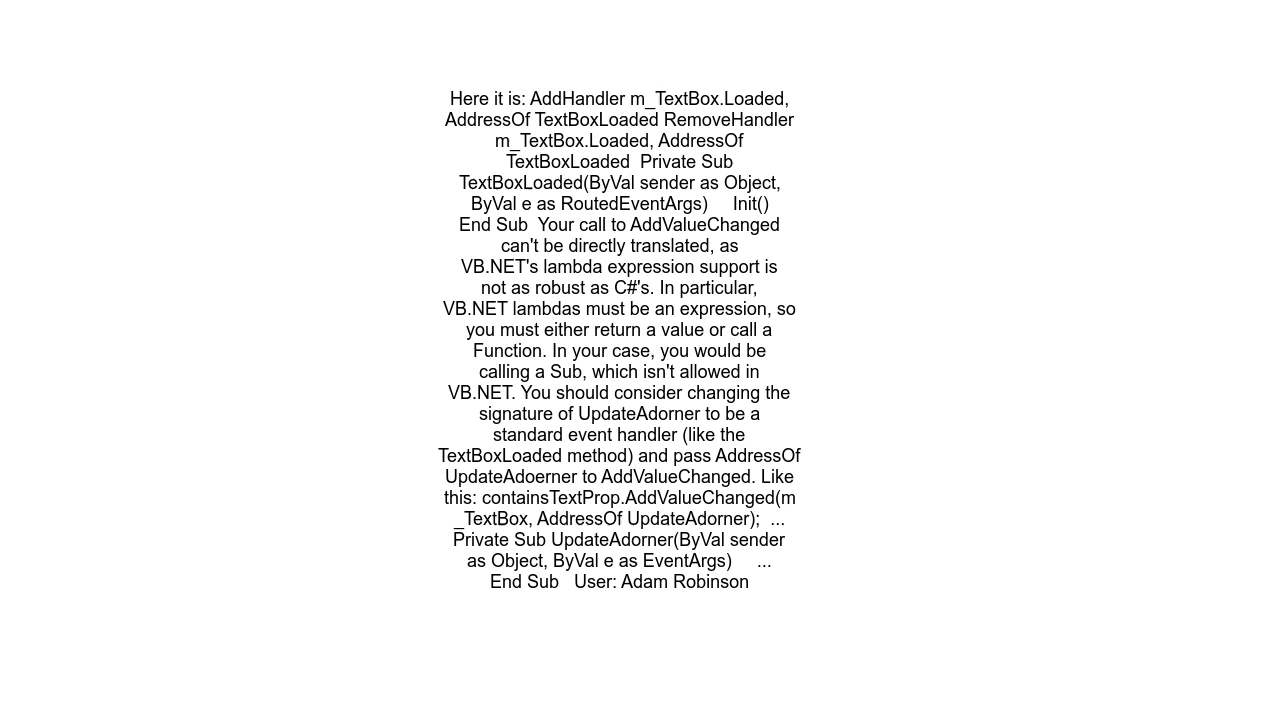 Here it is: AddHandler m_TextBox.Loaded,
AddressOf TextBoxLoaded RemoveHandler
m_TextBox.Loaded, AddressOf
TextBoxLoaded  Private Sub
TextBoxLoaded(ByVal sender as Object,
ByVal e as RoutedEventArgs)     Init()
End Sub  Your call to AddValueChanged
can't be directly translated, as
VB.NET's lambda expression support is
not as robust as C#'s. In particular,
VB.NET lambdas must be an expression, so
you must either return a value or call a
Function. In your case, you would be
calling a Sub, which isn't allowed in
VB.NET. You should consider changing the
signature of UpdateAdorner to be a
standard event handler (like the
TextBoxLoaded method) and pass AddressOf
UpdateAdoerner to AddValueChanged. Like
this: containsTextProp.AddValueChanged(m
_TextBox, AddressOf UpdateAdorner);  ...
Private Sub UpdateAdorner(ByVal sender
as Object, ByVal e as EventArgs)     ...
End Sub   User: Adam Robinson